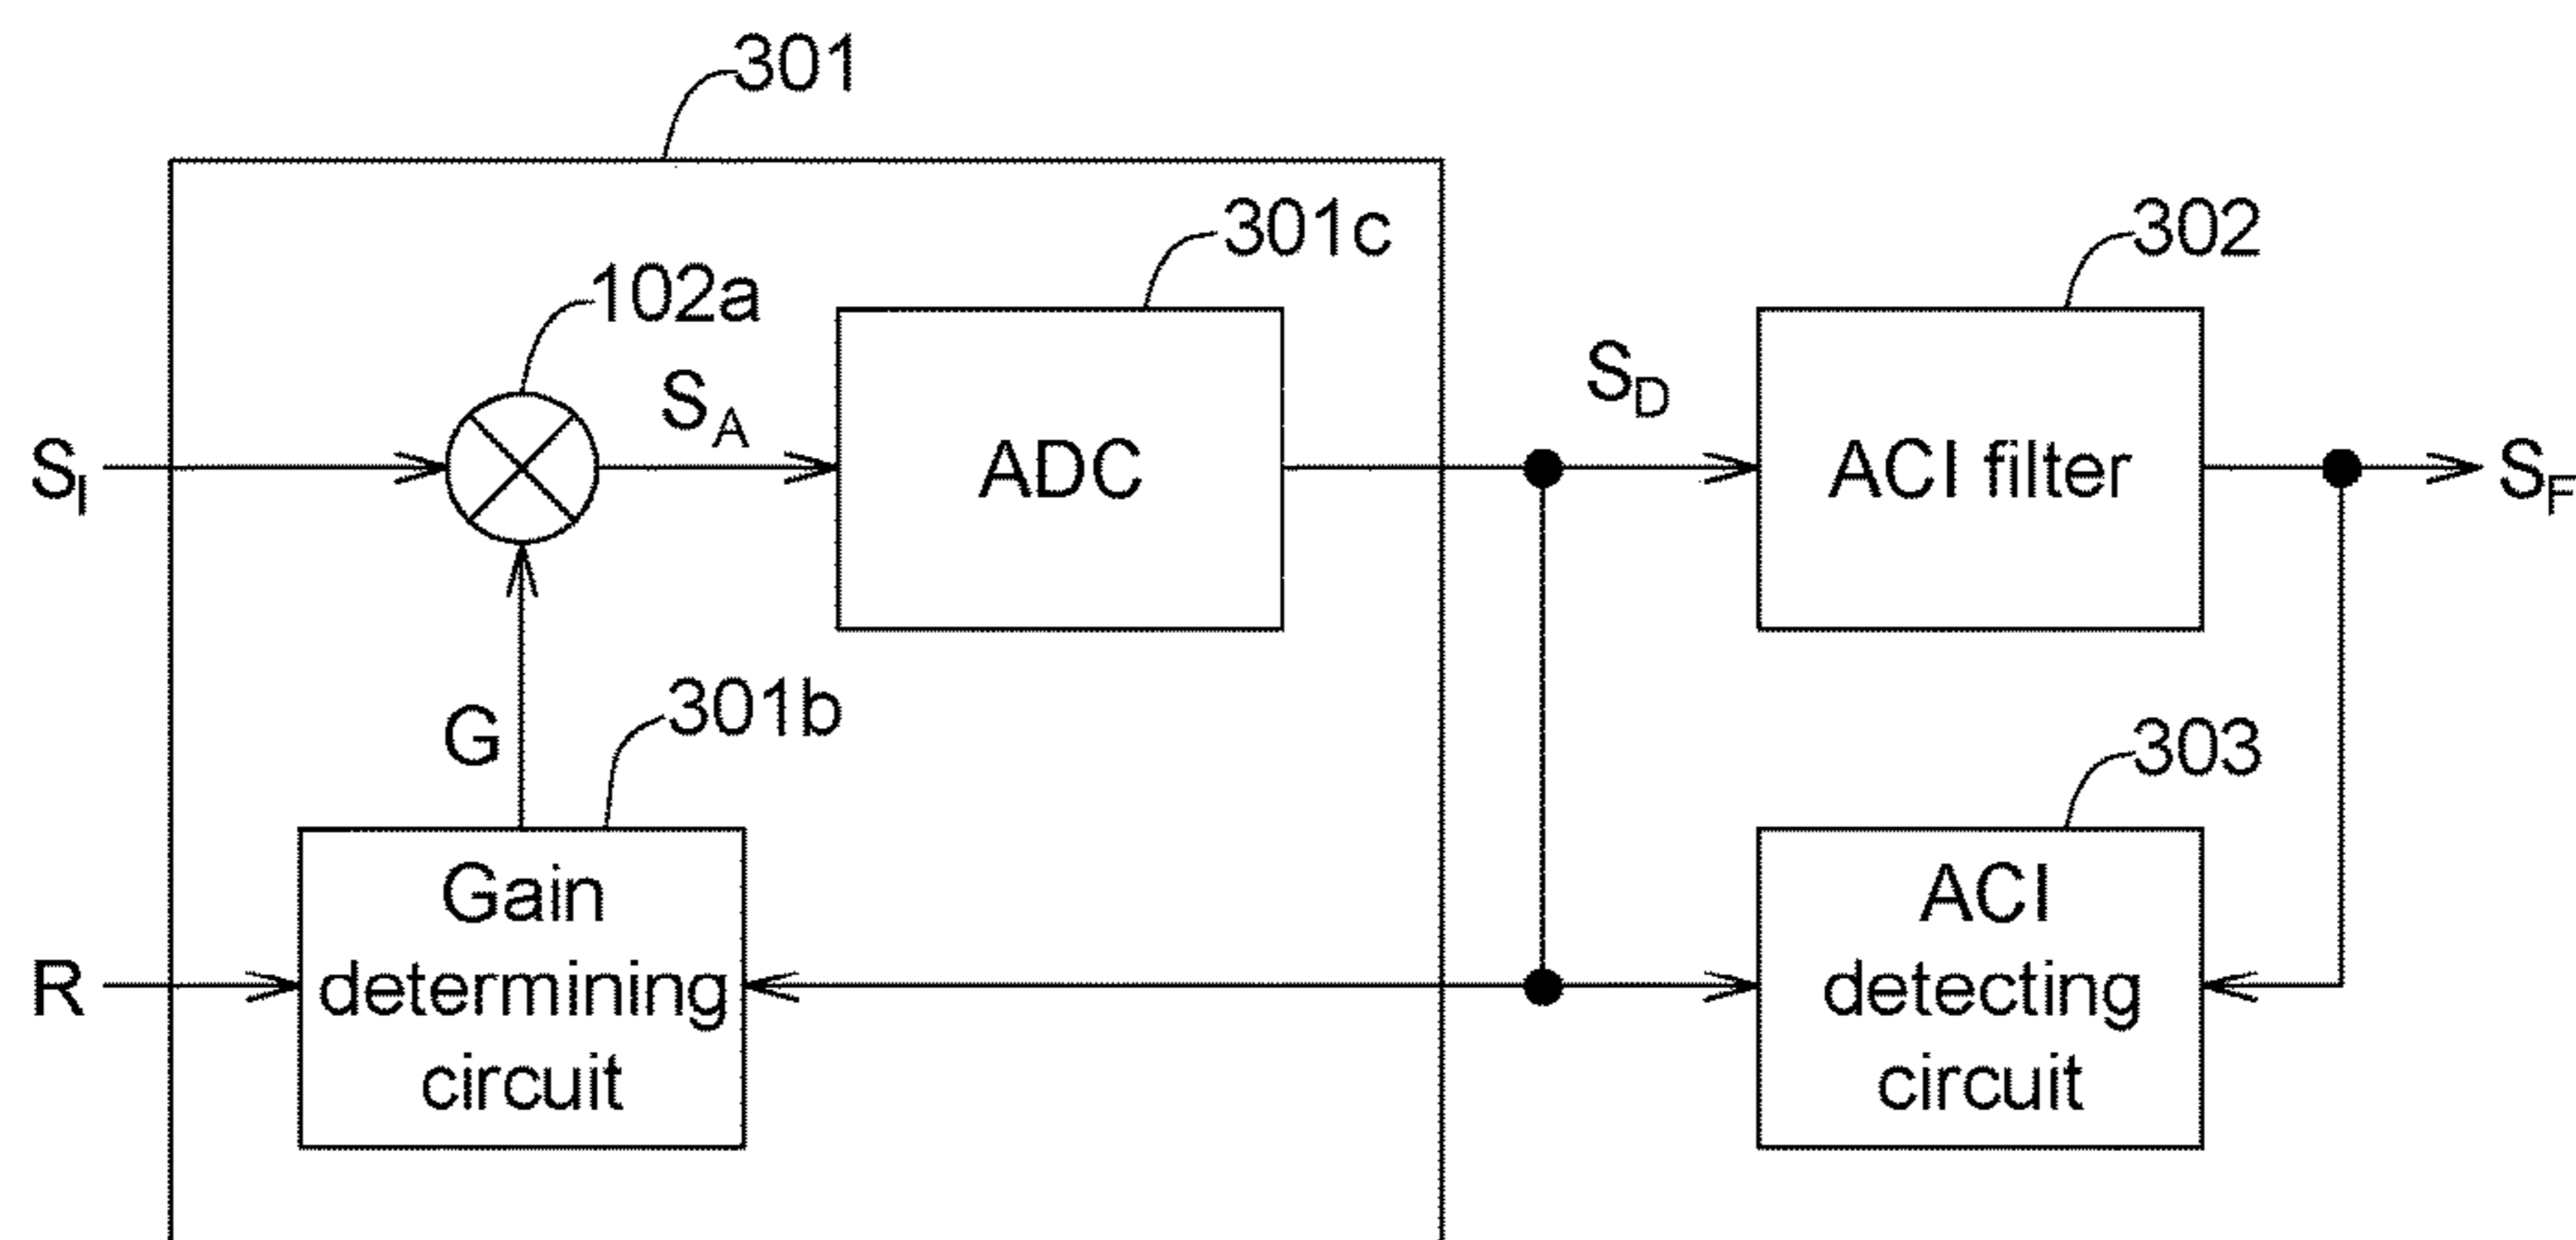 301
301c
302
102a
S_D
S_A
S_I
ADC
ACI filter
S_F
301b
G
303
Gain
determining
circuit
ACI
detecting
circuit
R